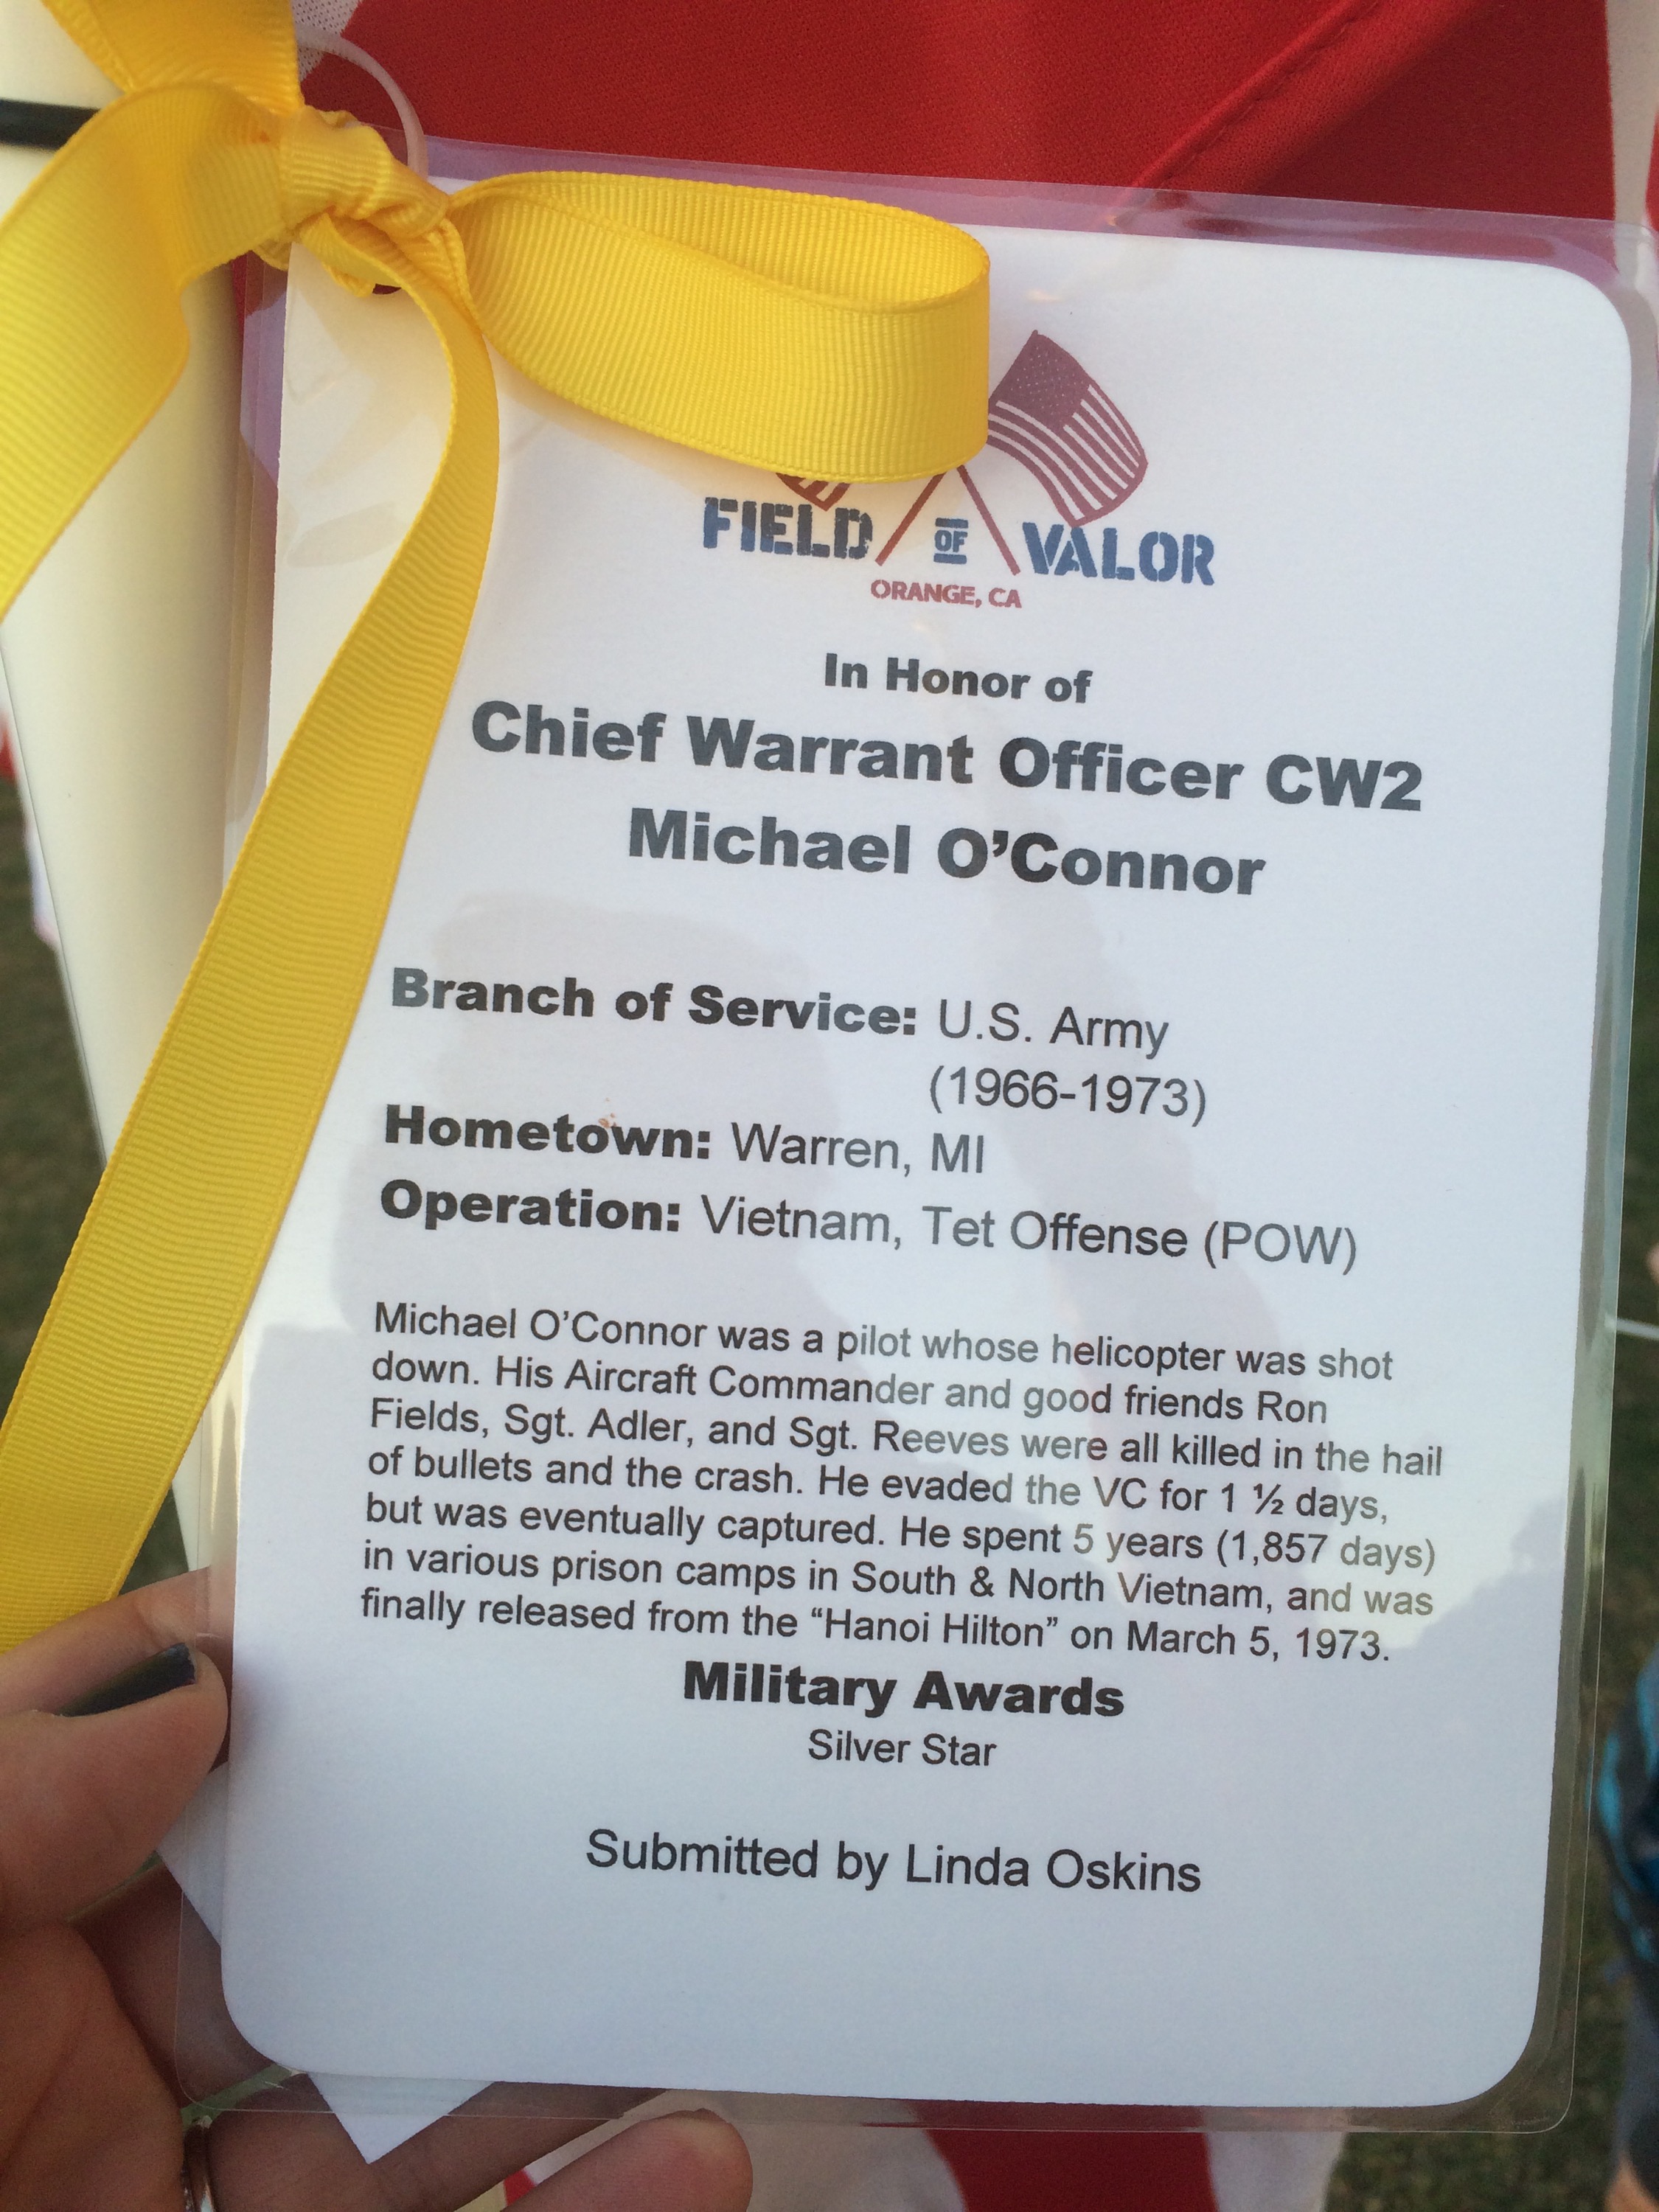 FIELD OF VALOR
ORANGE, CA
In Honor of
Chief Warrant Officer CW2
Michael O'Connor
Branch of Service: U.S. Army
(1966-1973)
Hometown: Warren, MI
Operation: Vietnam, Tet Offense (POW)
Michael O'Connor was a pilot whose helicopter was shot
down. His Aircraft Commander and good friends Ron
Fields, Sgt. Adler, and Sgt. Reeves were all killed in the hail
of bullets and the crash. He evaded the VC for 1 ½ days,
but was eventually captured. He spent 5 years (1,857 days)
in various prison camps in South & North Vietnam, and was
finally released from the “Hanoi Hilton” on March 5, 1973.
Military Awards
Silver Star
Submitted by Linda Oskins